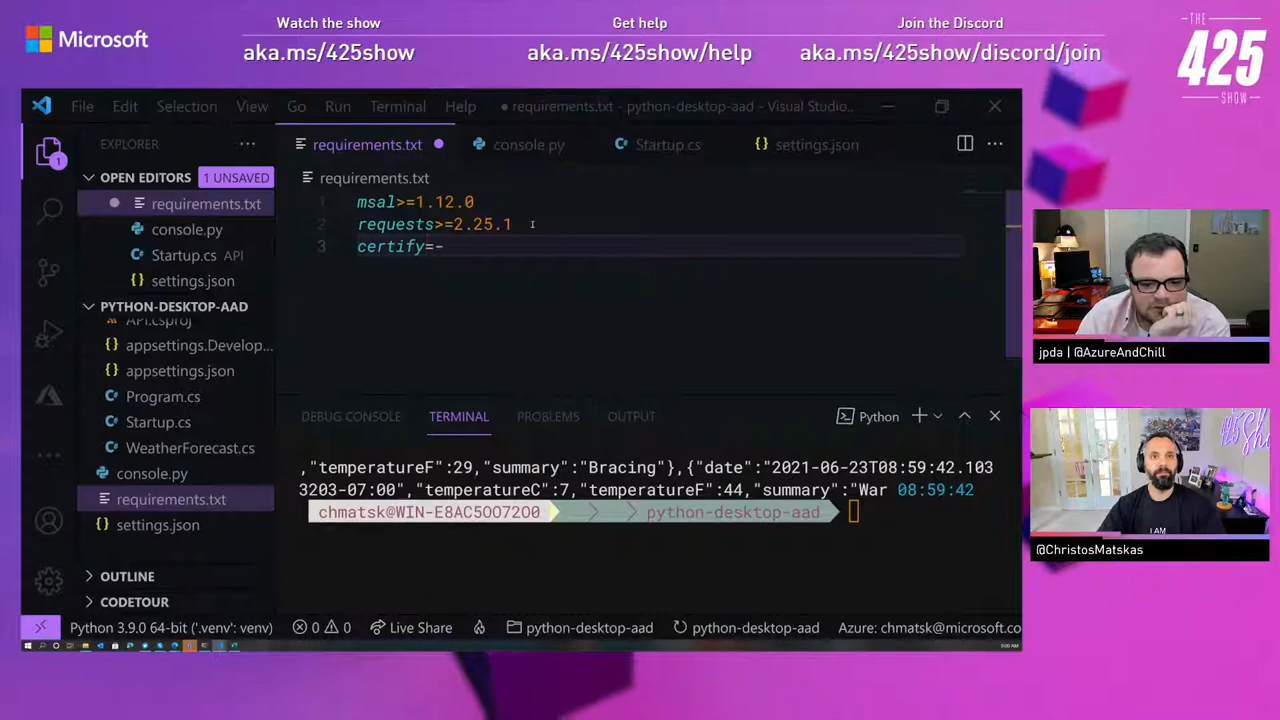 Microsoft
Watch the show
aka.ms/425show
Get help
aka.ms/425show/help
Join the Discord
aka.ms/425show/discord/join
THE
425
SHOW
File Edit Selection View Go Run Terminal Help
● requirements.txt - python-desktop-aad - Visual Studio...
EXPLORER
requirements.txt
console.py
Startup.cs
settings.json
OPEN EDITORS
1 UNSAVED
requirements.txt
console.py
Startup.cs API
settings.json
PYTHON-DESKTOP-AAD
API.csproj
appsettings.Develop...
appsettings.json
Program.cs
Startup.cs
WeatherForecast.cs
console.py
requirements.txt
settings.json
OUTLINE
CODETOUR
requirements.txt
1 msal>=1.12.0
2 requests>=2.25.1
3 certify=-
DEBUG CONSOLE TERMINAL PROBLEMS OUTPUT
Python
,"temperatureF":29,"summary":"Bracing"},{"date":"2021-06-23T08:59:42.103
3203-07:00","temperatureC":7,"temperatureF":44,"summary":"War 08:59:42
chmatsk@WIN-E8AC5OO72O0 python-desktop-aad
Python 3.9.0 64-bit ('.venv': venv) 0 0 Live Share python-desktop-aad python-desktop-aad Azure: chmatsk@microsoft.co
jpda | @AzureAndChill
I AM
@ChristosMatskas